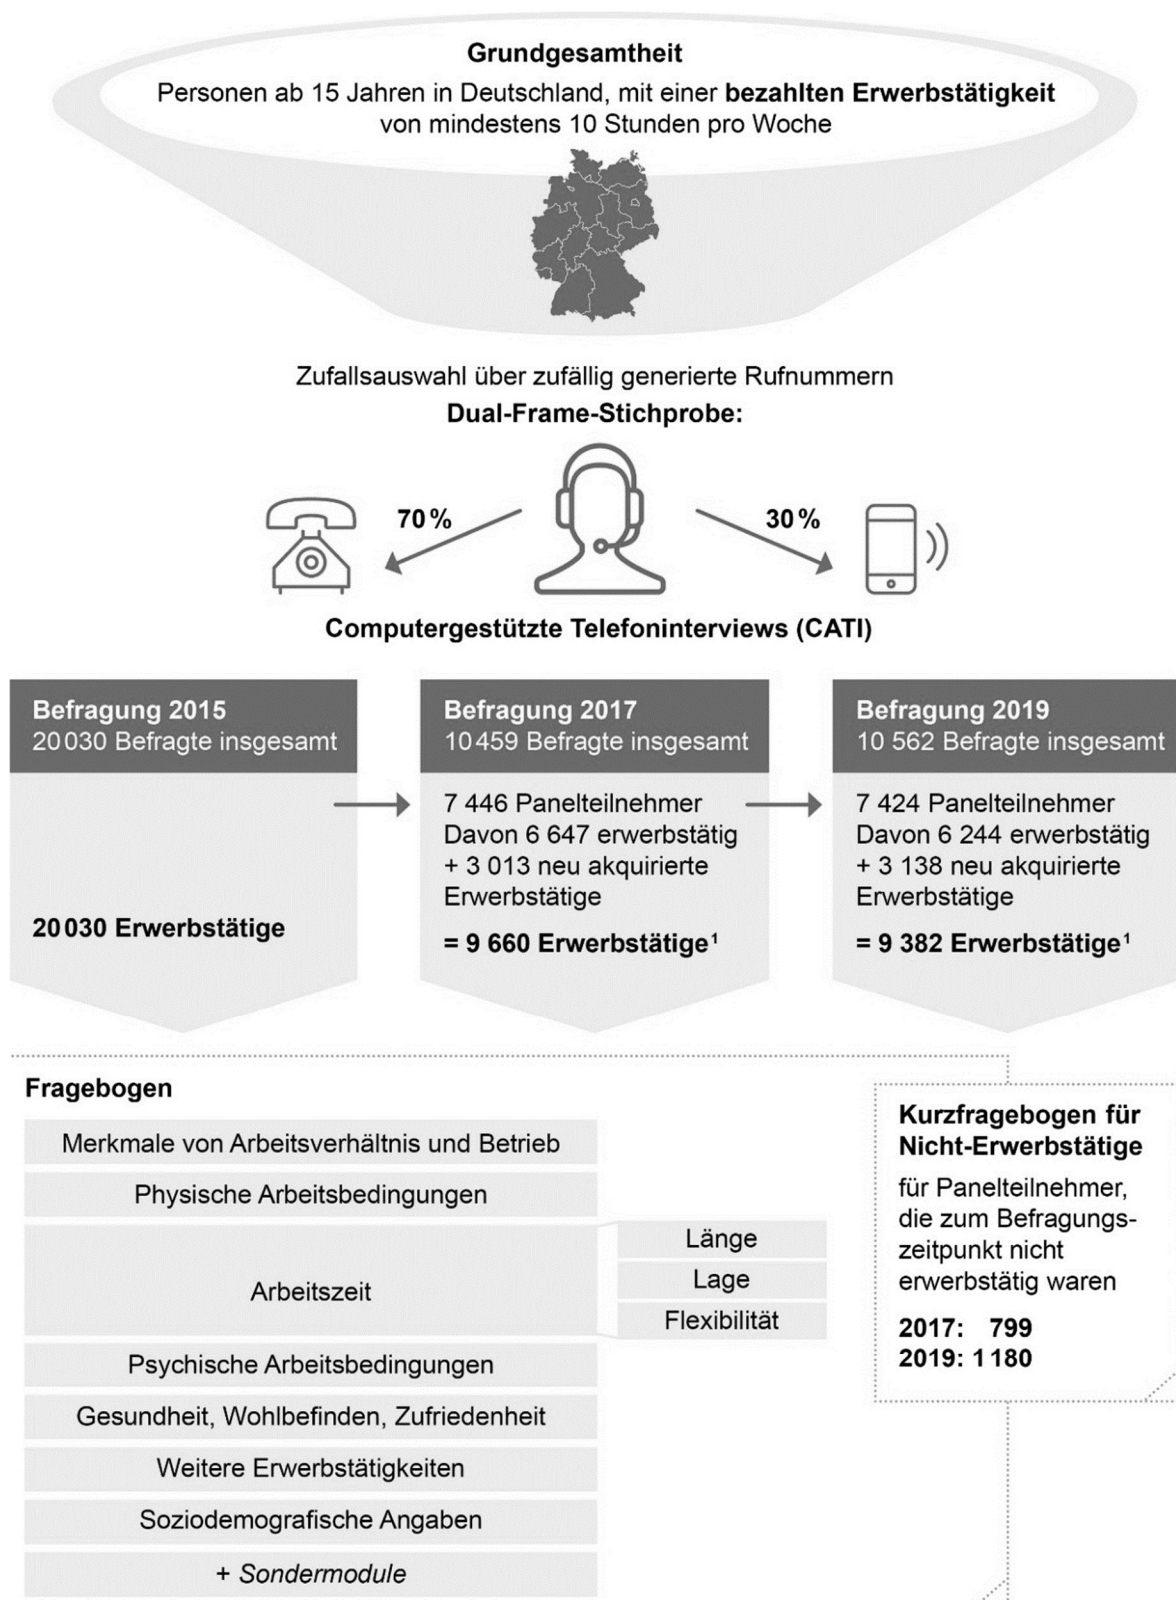 Grundgesamtheit
Personen ab 15 Jahren in Deutschland, mit einer bezahlten Erwerbstätigkeit
von mindestens 10 Stunden pro Woche
Zufallsauswahl über zufällig generierte Rufnummern
Dual-Frame-Stichprobe:
70 %
30 %
Computergestützte Telefoninterviews (CATI)
Befragung 2015
20 030 Befragte insgesamt
20 030 Erwerbstätige
Befragung 2017
10 459 Befragte insgesamt
7 446 Panelteilnehmer
Davon 6 647 erwerbstätig
+ 3 013 neu akquirierte
Erwerbstätige
= 9 660 Erwerbstätige¹
Befragung 2019
10 562 Befragte insgesamt
7 424 Panelteilnehmer
Davon 6 244 erwerbstätig
+ 3 138 neu akquirierte
Erwerbstätige
= 9 382 Erwerbstätige¹
Fragebogen
Merkmale von Arbeitsverhältnis und Betrieb
Physische Arbeitsbedingungen
Arbeitszeit
Länge
Lage
Flexibilität
Psychische Arbeitsbedingungen
Gesundheit, Wohlbefinden, Zufriedenheit
Weitere Erwerbstätigkeiten
Soziodemografische Angaben
+ Sondermodule
Kurzfragebogen für
Nicht-Erwerbstätige
für Panelteilnehmer,
die zum Befragungs-
zeitpunkt nicht
erwerbstätig waren
2017: 799
2019: 1 180